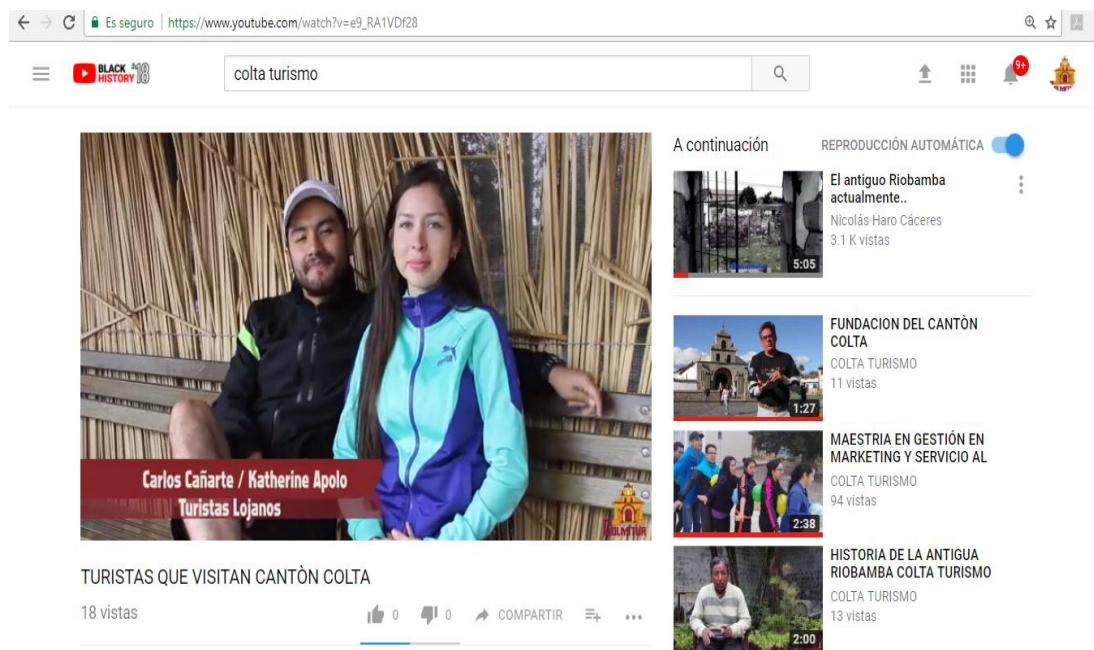 Es seguro | https://www.youtube.com/watch?v=e9_RA1VDf28
BLACK HISTORY 18
colta turismo
9+
Carlos Cañarte / Katherine Apolo
Turistas Lojanos
TURISTAS QUE VISITAN CANTÒN COLTA
18 vistas
0
0
COMPARTIR
A continuación
REPRODUCCIÓN AUTOMÁTICA
El antiguo Riobamba
actualmente..
Nicolás Haro Cáceres
3.1 K vistas
5:05
FUNDACION DEL CANTÒN
COLTA
COLTA TURISMO
11 vistas
1:27
MAESTRIA EN GESTIÓN EN
MARKETING Y SERVICIO AL
COLTA TURISMO
94 vistas
2:38
HISTORIA DE LA ANTIGUA
RIOBAMBA COLTA TURISMO
COLTA TURISMO
13 vistas
2:00